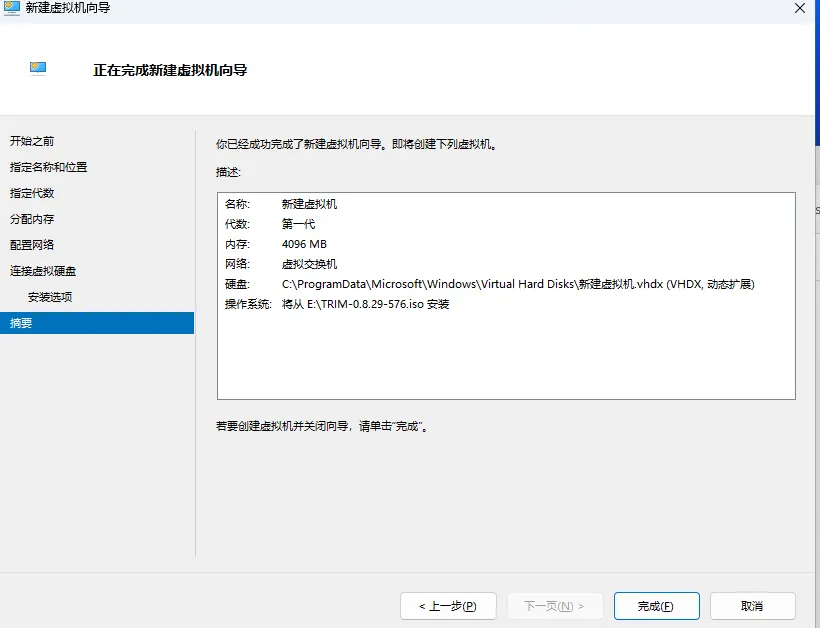 新建虚拟机向导
正在完成新建虚拟机向导
开始之前
指定名称和位置
指定代数
分配内存
配置网络
连接虚拟硬盘
安装选项
摘要
你已经成功完成了新建虚拟机向导。即将创建下列虚拟机。
描述:
名称: 新建虚拟机
代数: 第一代
内存: 4096 MB
网络: 虚拟交换机
硬盘: C:\ProgramData\Microsoft\Windows\Virtual Hard Disks\新建虚拟机.vhdx (VHDX, 动态扩展)
操作系统: 将从 E:\TRIM-0.8.29-576.iso 安装
若要创建虚拟机并关闭向导，请单击“完成”。
< 上一步(P) 下一页(N) > 完成(F) 取消